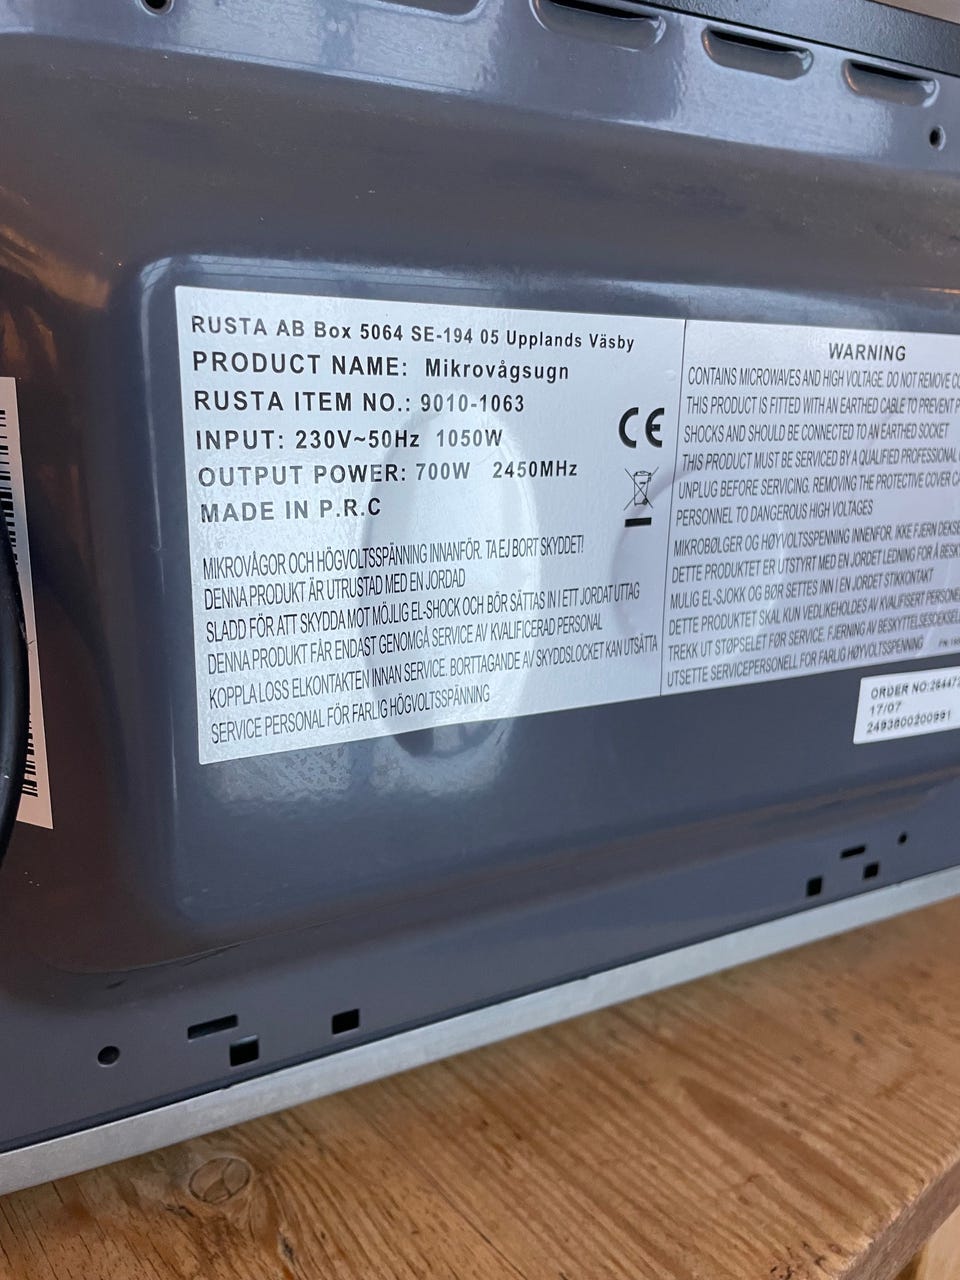 RUSTA AB Box 5064 SE-194 05 Upplands Väsby
PRODUCT NAME: Mikrovågsugn
RUSTA ITEM NO.: 9010-1063
INPUT: 230V~50Hz 1050W
OUTPUT POWER: 700W 2450MHz
MADE IN P.R.C
CE
MIKROVÅGOR OCH HÖGVOLTSSPÄNNING INNANFÖR. TA EJ BORT SKYDDET!
DENNA PRODUKT ÄR UTRUSTAD MED EN JORDAD
SLADD FÖR ATT SKYDDA MOT MÖJLIG EL-SHOCK OCH BÖR SÄTTAS IN I ETT JORDAT UTTAG
DENNA PRODUKT FÅR ENDAST GENOMGÅ SERVICE AV KVALIFICERAD PERSONAL
KOPPLA LOSS ELKONTAKTEN INNAN SERVICE. BORTTAGANDE AV SKYDDSLOCKET KAN UTSÄTTA
SERVICE PERSONAL FÖR FARLIG HÖGVOLTSSPÄNNING
WARNING
CONTAINS MICROWAVES AND HIGH VOLTAGE. DO NOT REMOVE
THIS PRODUCT IS FITTED WITH AN EARTHED CABLE TO PREVENT
SHOCKS AND SHOULD BE CONNECTED TO AN EARTHED SOCKET
THIS PRODUCT MUST BE SERVICED BY A QUALIFIED PROFESSIONAL
UNPLUG BEFORE SERVICING. REMOVING THE PROTECTIVE COVER
PERSONNEL TO DANGEROUS HIGH VOLTAGES
MIKROBØLGER OG HØYVOLTSSPENNING INNENFOR. IKKE FJERN
DETTE PRODUKTET ER UTSTYRT MED EN JORDET LEDNING FOR Å
MULIG EL-SJOKK OG BØR SETTES INN I EN JORDET STIKKONTAKT
DETTE PRODUKTET SKAL KUN VEDLIKEHOLDES AV KVALIFISERT
TREKK UT STØPSELET FØR SERVICE. FJERNING AV
UTSETTE SERVICEPERSONELL FOR FARLIG HØYVOLTSSPENNING
ORDER NO:
17/07
2493600200991